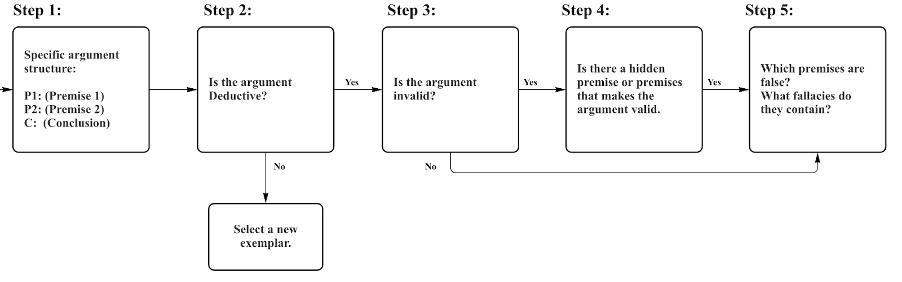 Step 1:
Step 2:
Step 3:
Step 4:
Step 5:
Specific argument
structure:
P1: (Premise 1)
P2: (Premise 2)
C: (Conclusion)
Is the argument
Deductive?
Yes
Is the argument
invalid?
Yes
Is there a hidden
premise or premises
that makes the
argument valid.
Yes
Which premises are
false?
What fallacies do
they contain?
No
No
Select a new
exemplar.